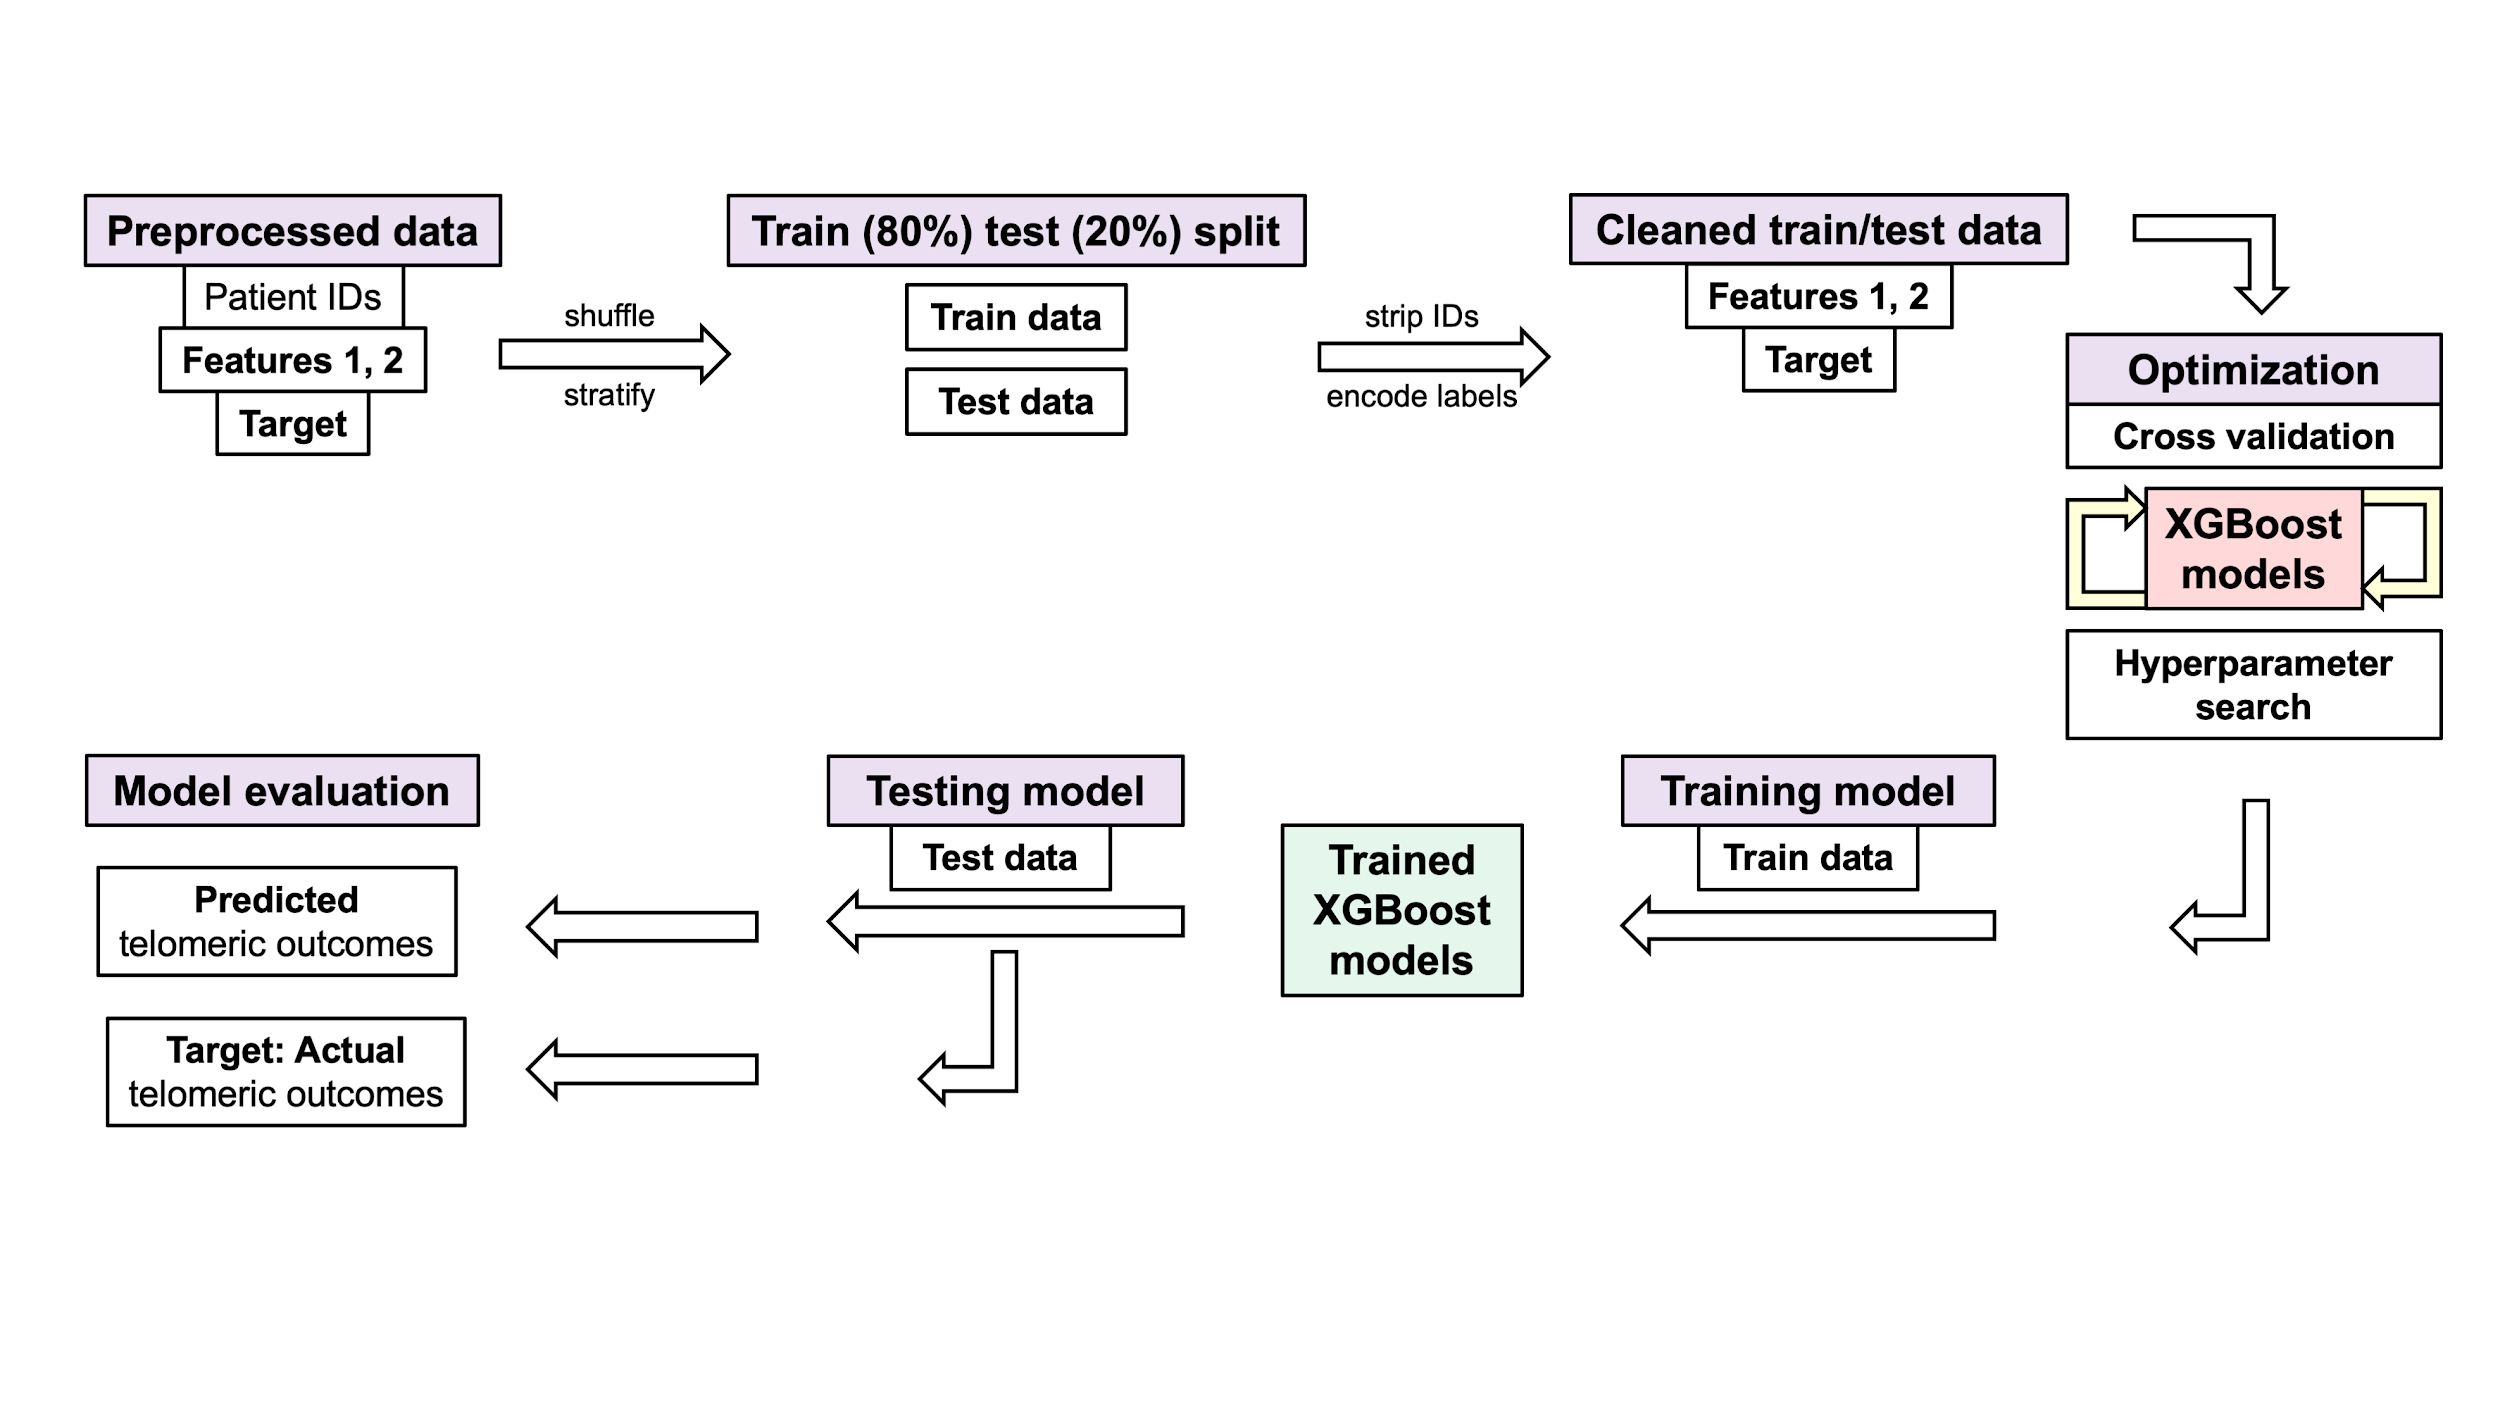 Preprocessed data
Patient IDs
Features 1, 2
Target
shuffle
stratify
Train (80%) test (20%) split
Train data
Test data
strip IDs
encode labels
Cleaned train/test data
Features 1, 2
Target
Optimization
Cross validation
XGBoost
models
Hyperparameter
search
Training model
Train data
Trained
XGBoost
models
Testing model
Test data
Model evaluation
Predicted
telomeric outcomes
Target: Actual
telomeric outcomes